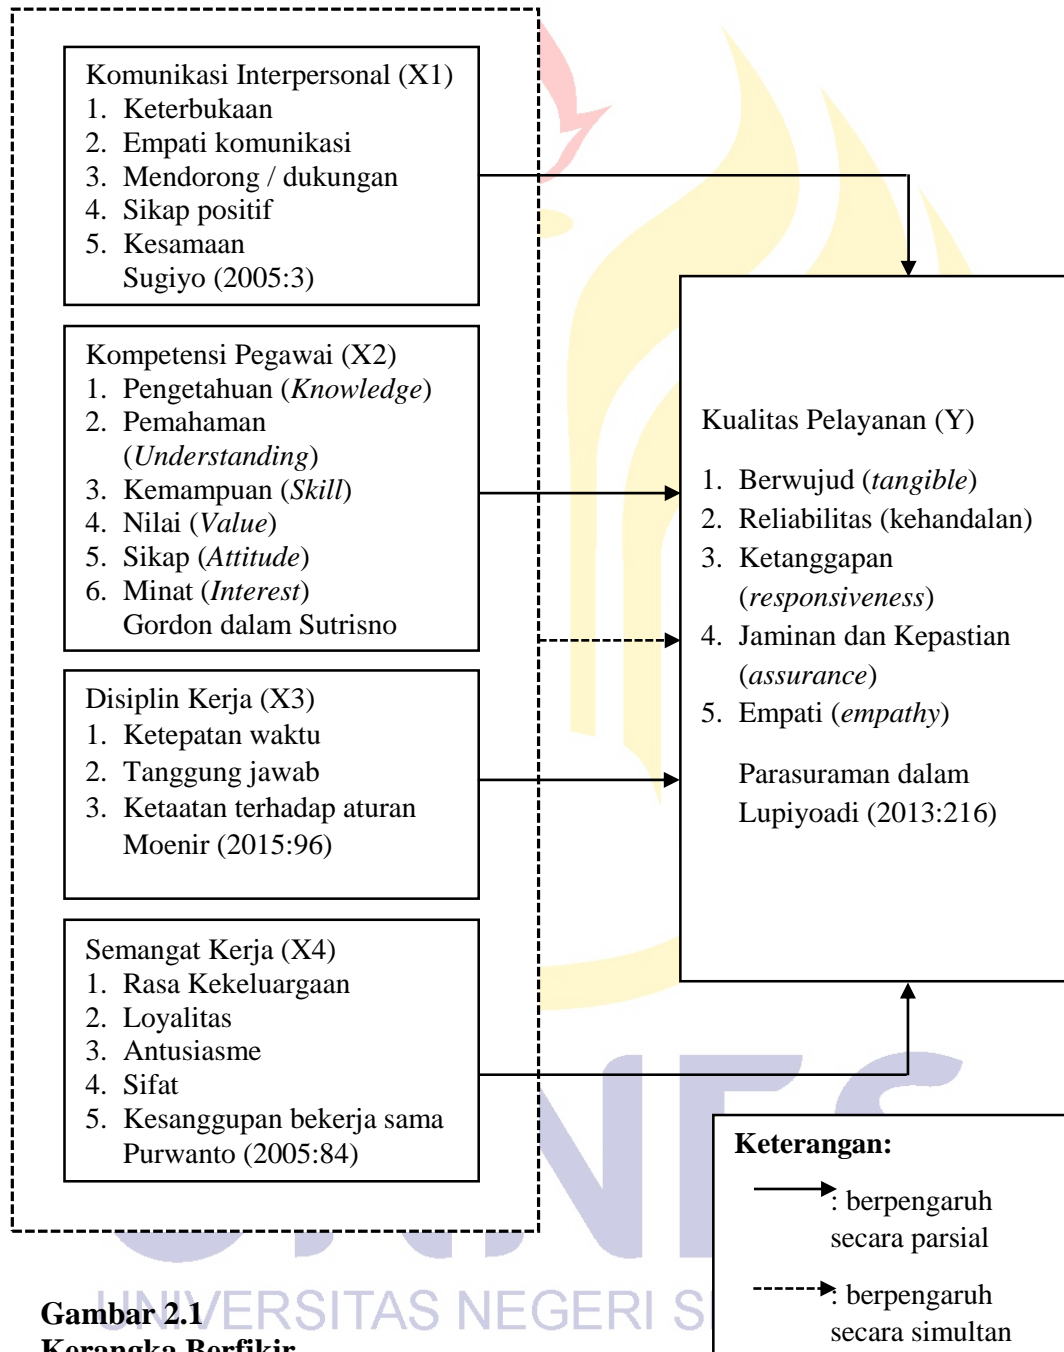 Komunikasi Interpersonal (X1)
1. Keterbukaan
2. Empati komunikasi
3. Mendorong / dukungan
4. Sikap positif
5. Kesamaan
Sugiyo (2005:3)
Kompetensi Pegawai (X2)
1. Pengetahuan (Knowledge)
2. Pemahaman
(Understanding)
3. Kemampuan (Skill)
4. Nilai (Value)
5. Sikap (Attitude)
6. Minat (Interest)
Gordon dalam Sutrisno
Disiplin Kerja (X3)
1. Ketepatan waktu
2. Tanggung jawab
3. Ketaatan terhadap aturan
Moenir (2015:96)
Semangat Kerja (X4)
1. Rasa Kekeluargaan
2. Loyalitas
3. Antusiasme
4. Sifat
5. Kesanggupan bekerja sama
Purwanto (2005:84)
Kualitas Pelayanan (Y)
1. Berwujud (tangible)
2. Reliabilitas (kehandalan)
3. Ketanggapan
(responsiveness)
4. Jaminan dan Kepastian
(assurance)
5. Empati (empathy)
Parasuraman dalam
Lupiyoadi (2013:216)
Keterangan:
: berpengaruh
secara parsial
: berpengaruh
secara simultan
UNIVERSITAS NEGERI
Gambar 2.1
Kerangka Berfikir